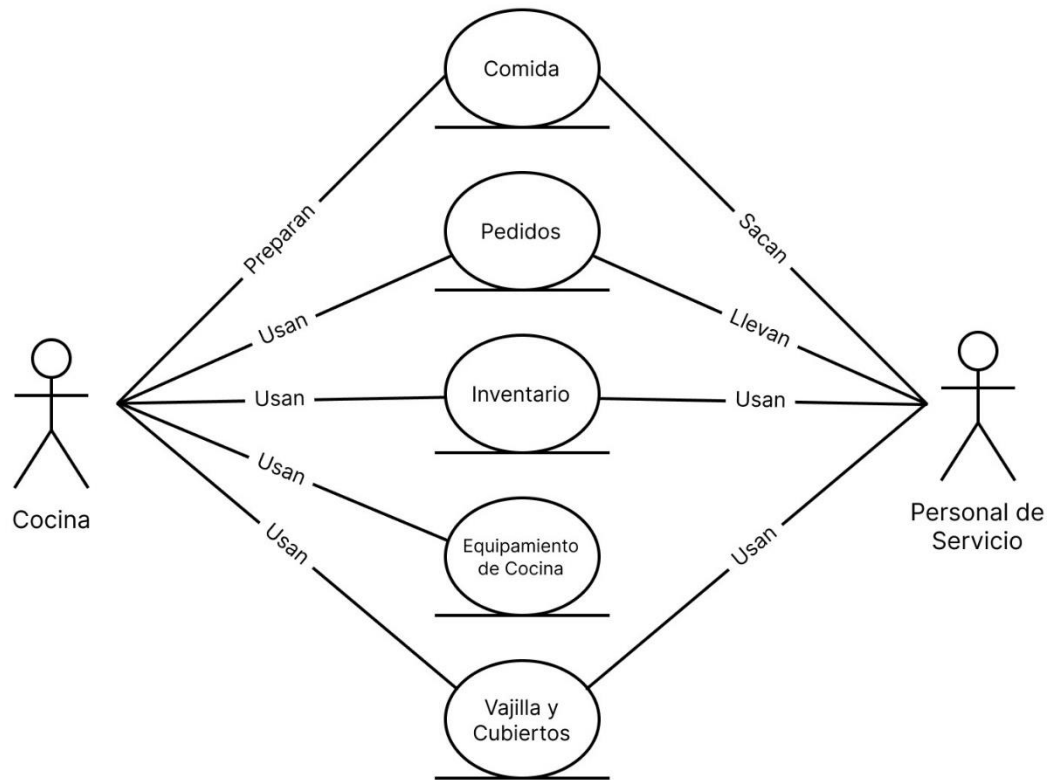 Comida
Preparan
Sacan
Pedidos
Usan
Llevan
Usan
Inventario
Usan
Usan
Equipamiento
de Cocina
Cocina
Personal de
Servicio
Usan
Usan
Vajilla y
Cubiertos